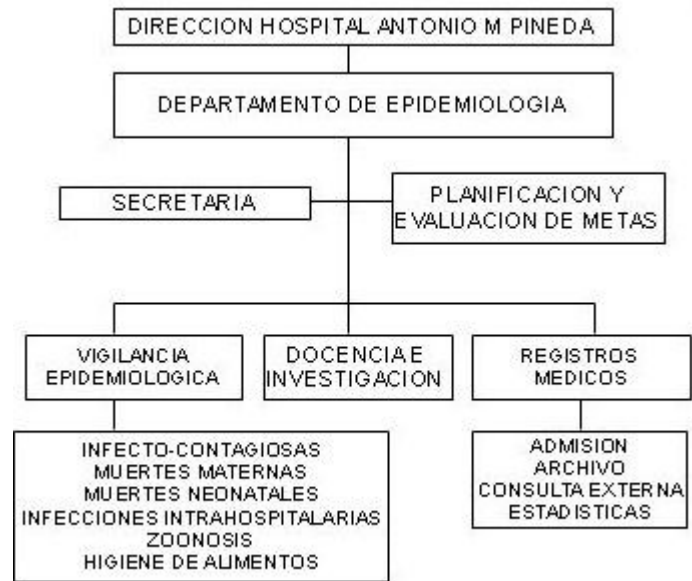 DIRECCION HOSPITAL ANTONIO M PINEDA
DEPARTAMENTO DE EPIDEMIOLOGIA
SECRETARIA
PLANIFICACION Y
EVALUACION DE METAS
VIGILANCIA
EPIDEMIOLOGICA
DOCENCIA E
INVESTIGACION
REGISTROS
MEDICOS
INFECTO-CONTAGIOSAS
MUERTES MATERNAS
MUERTES NEONATALES
INFECCIONES INTRAHOSPITALARIAS
ZOONOSIS
HIGIENE DE ALIMENTOS
ADMISION
ARCHIVO
CONSULTA EXTERNA
ESTADISTICAS